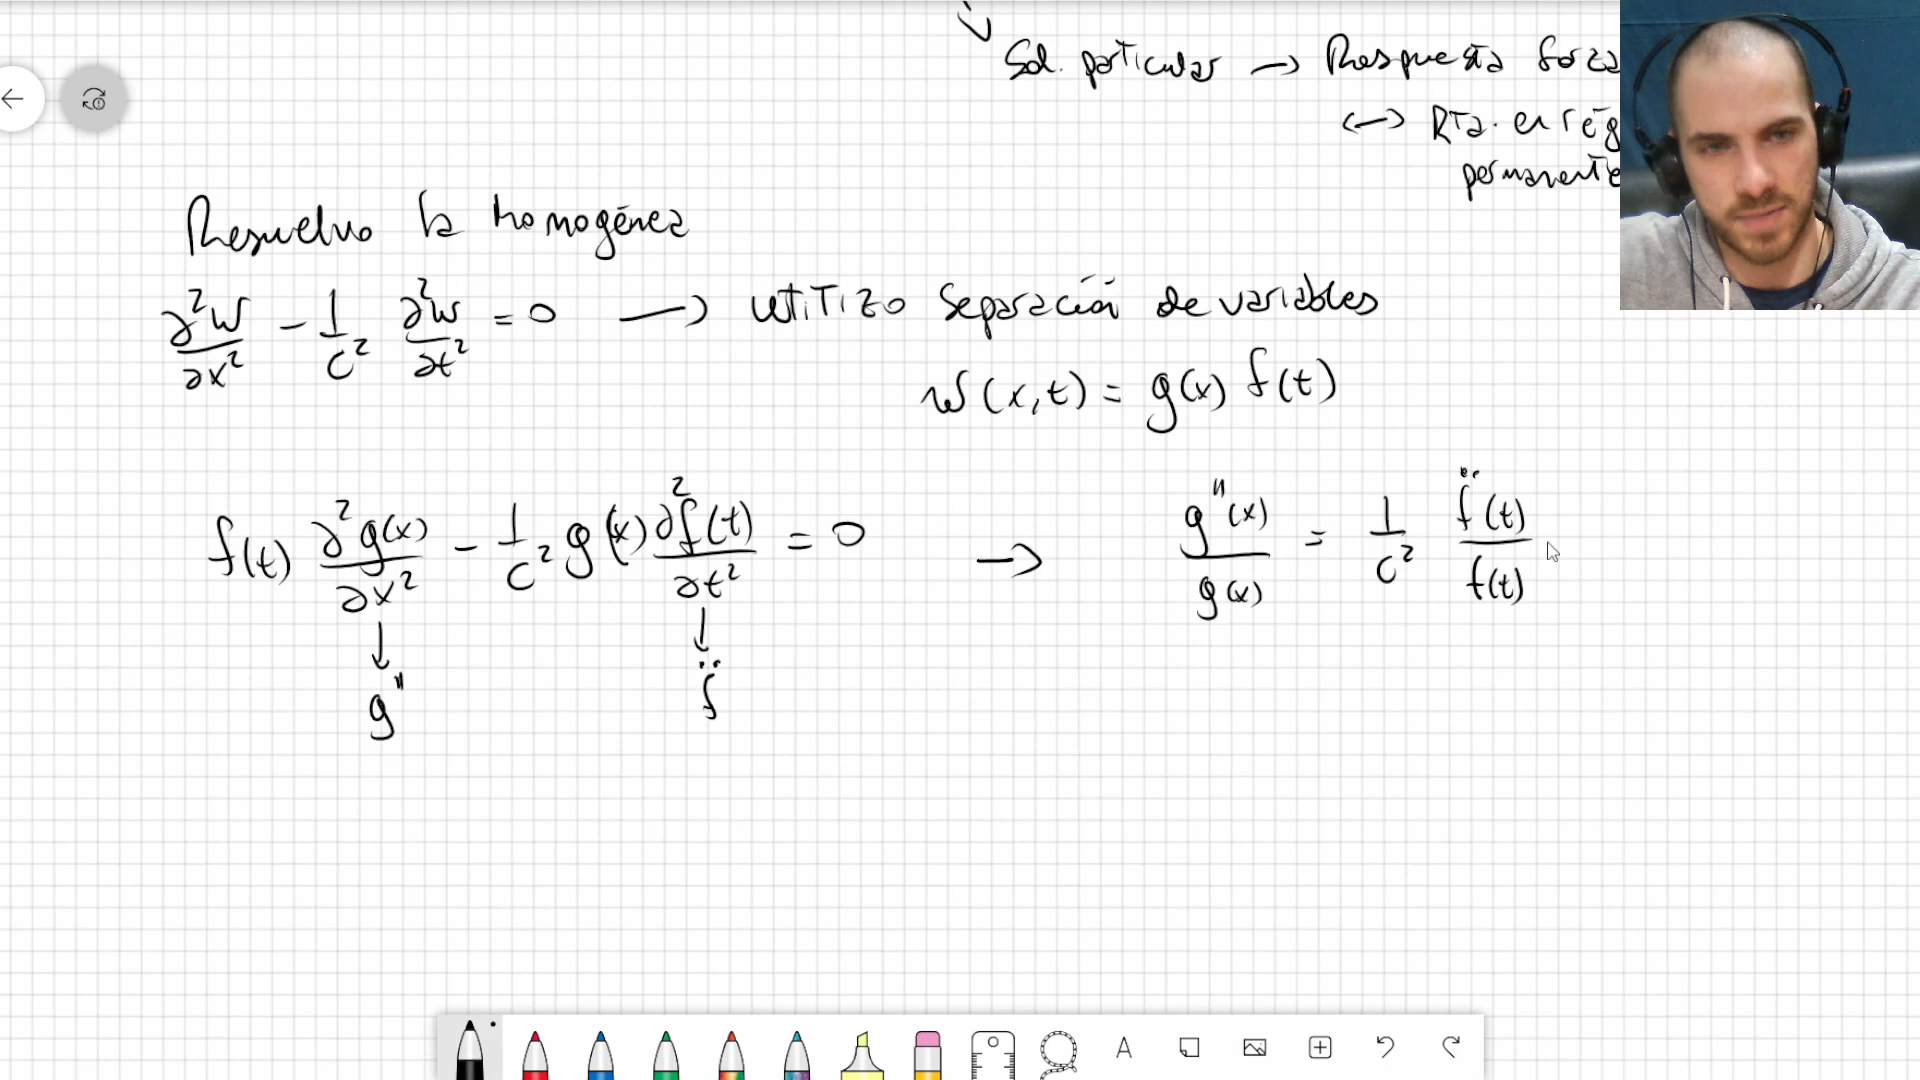 Sol. particular → Respuesta forza
↔ Rta. en rég
permanente
Resuelvo la homogénea
∂²w/∂x² - 1/c² ∂²w/∂t² = 0 → utitizo separación de variables
w(x,t) = g(x) f(t)
f(t) ∂²g(x)/∂x² - 1/c² g(x) ∂²f(t)/∂t² = 0 → g''(x)/g(x) = 1/c² f̈(t)/f(t)
↓ ↓
g'' f̈
A